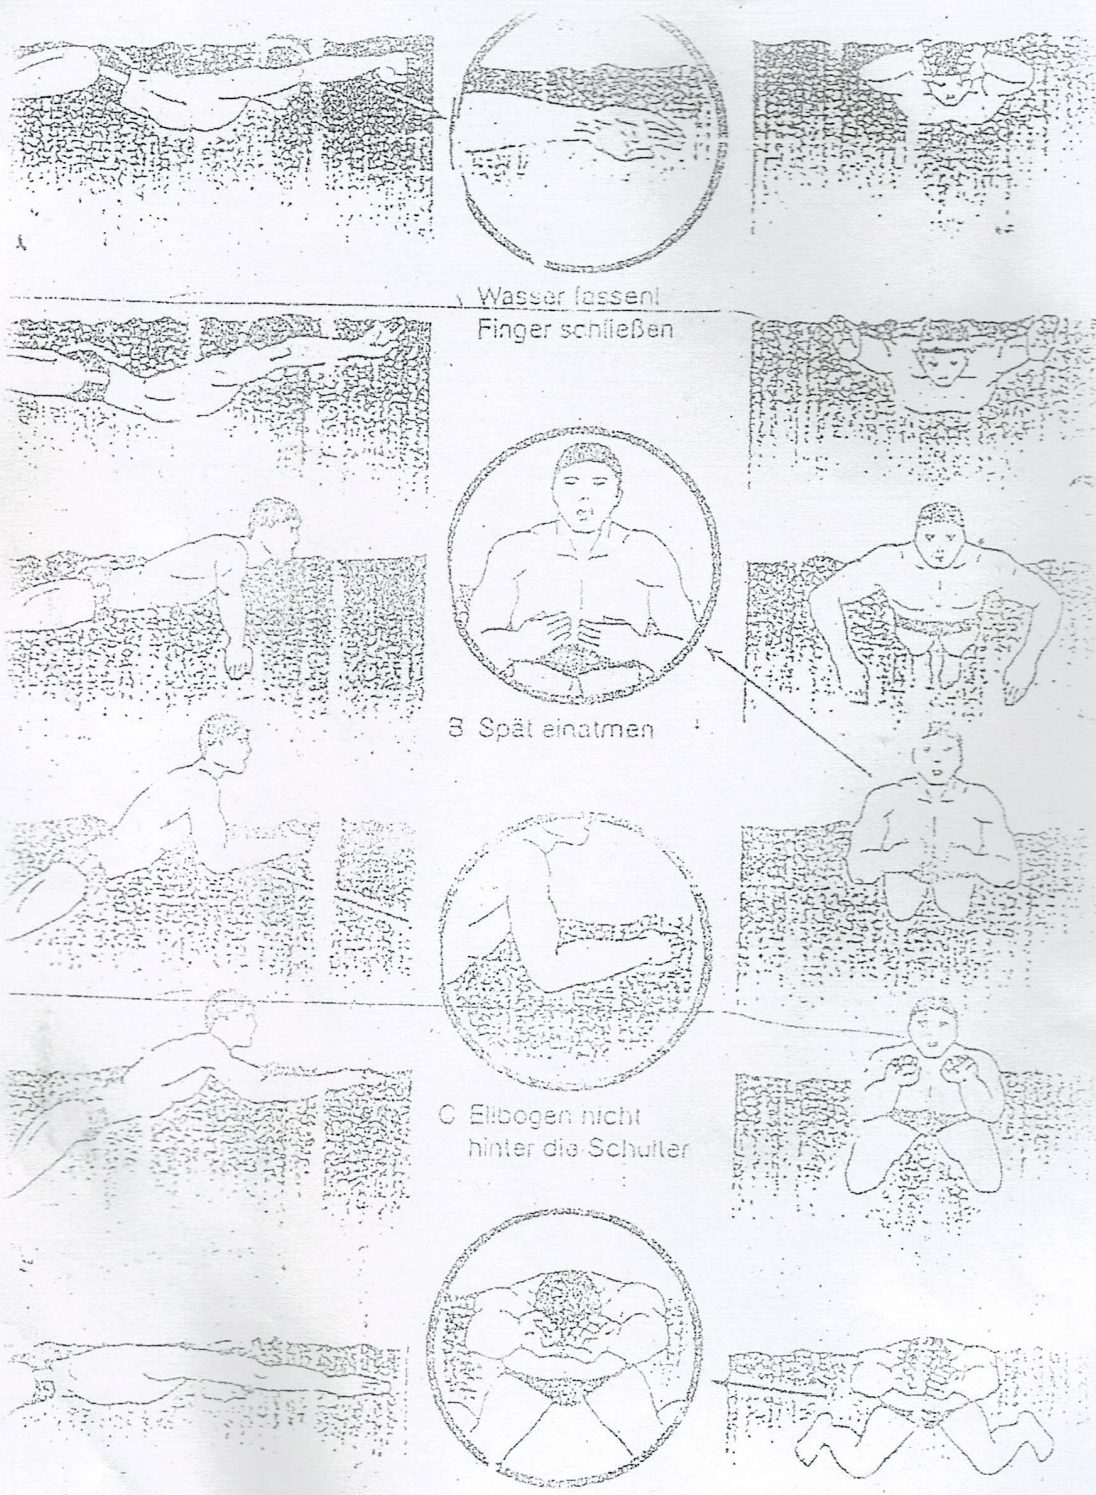 Wasser fassen!
Finger schließen
B Spät einatmen
C Ellbogen nicht
hinter die Schulter